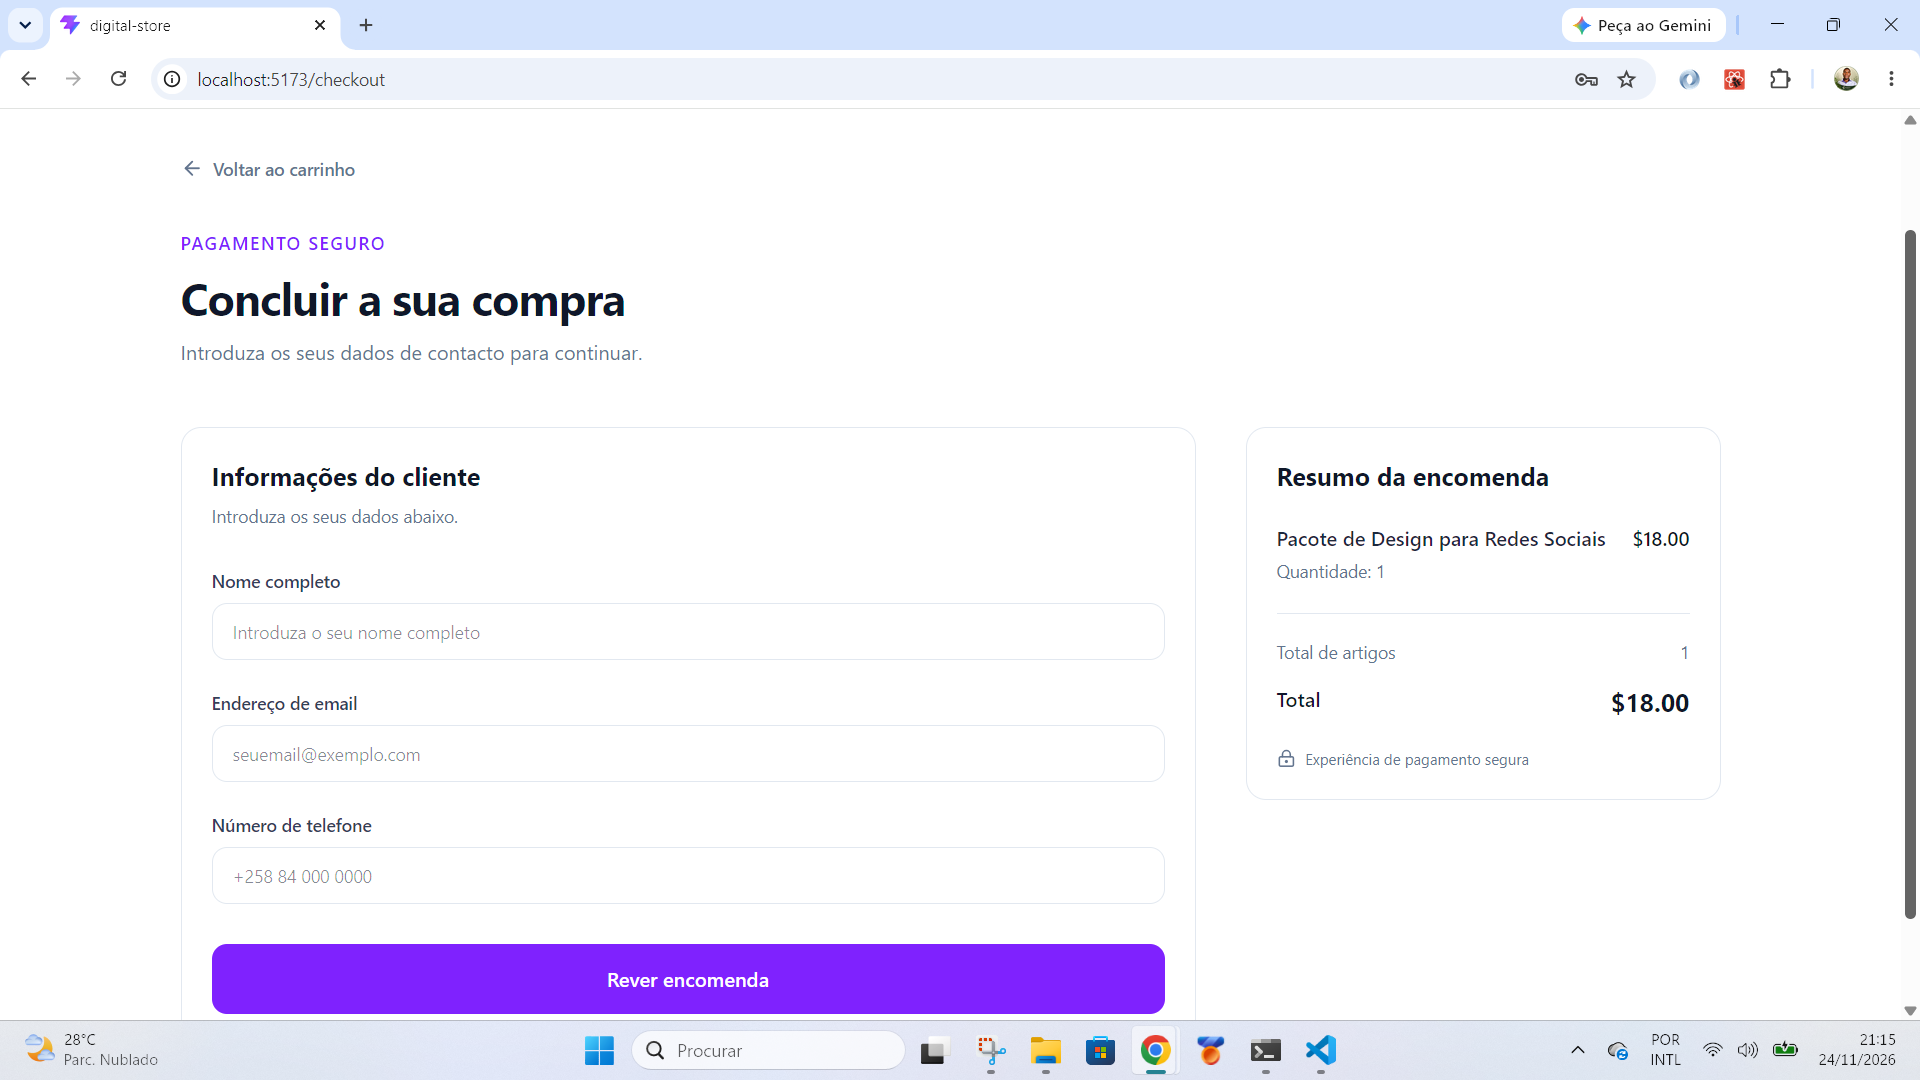 digital-store
Peça ao Gemini
localhost:5173/checkout
Voltar ao carrinho
PAGAMENTO SEGURO
Concluir a sua compra
Introduza os seus dados de contacto para continuar.
Informações do cliente
Introduza os seus dados abaixo.
Nome completo
Introduza o seu nome completo
Endereço de email
seuemail@exemplo.com
Número de telefone
+258 84 000 0000
Rever encomenda
Resumo da encomenda
Pacote de Design para Redes Sociais $18.00
Quantidade: 1
Total de artigos 1
Total $18.00
Experiência de pagamento segura
28°C
Parc. Nublado
Procurar
POR
INTL
21:15
24/11/2026